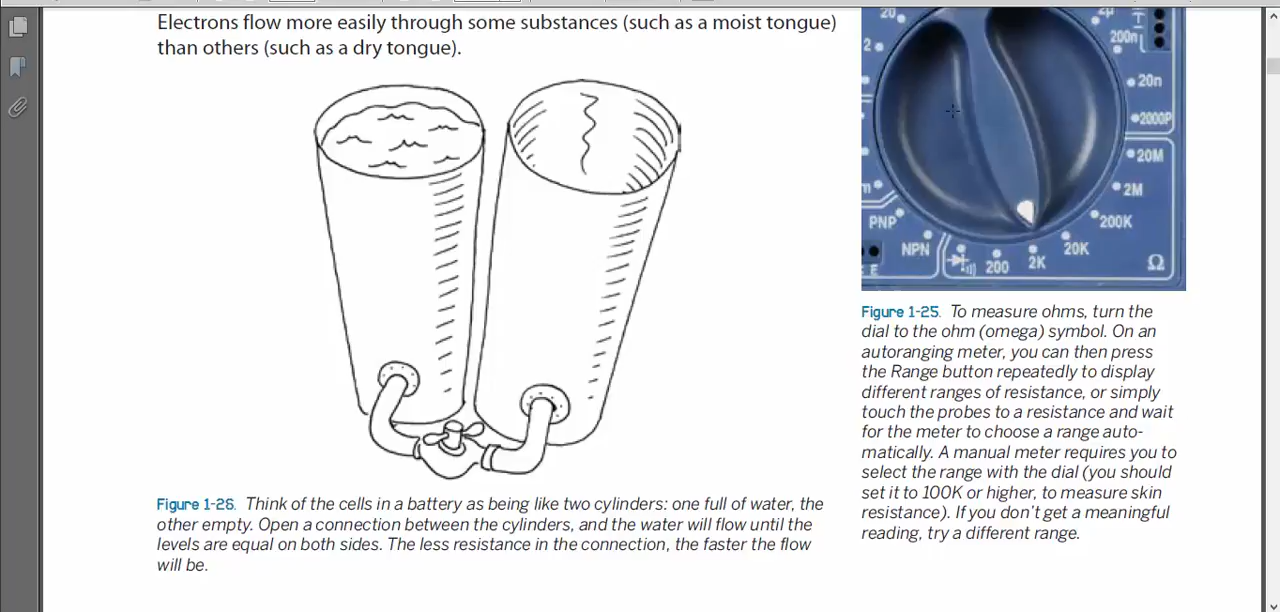 Electrons flow more easily through some substances (such as a moist tongue)
than others (such as a dry tongue).
20
2µ
200n
2
20n
2000P
20M
m
2M
PNP
200K
NPN
20K
E
200
2K
Ω
Figure 1-25. To measure ohms, turn the
dial to the ohm (omega) symbol. On an
autoranging meter, you can then press
the Range button repeatedly to display
different ranges of resistance, or simply
touch the probes to a resistance and wait
for the meter to choose a range auto-
matically. A manual meter requires you to
select the range with the dial (you should
set it to 100K or higher, to measure skin
resistance). If you don't get a meaningful
reading, try a different range.
Figure 1-26. Think of the cells in a battery as being like two cylinders: one full of water, the
other empty. Open a connection between the cylinders, and the water will flow until the
levels are equal on both sides. The less resistance in the connection, the faster the flow
will be.